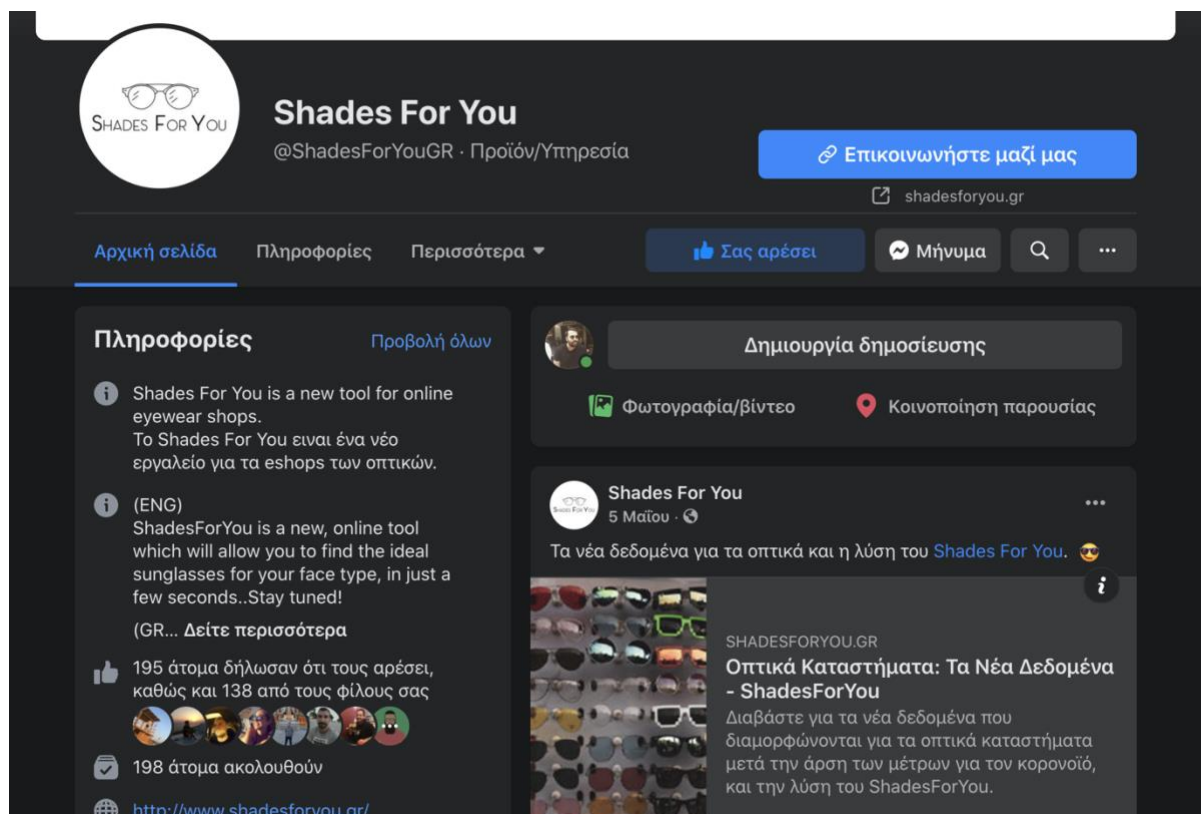 SHADES FOR YOU
Shades For You
@ShadesForYouGR · Προϊόν/Υπηρεσία
Επικοινωνήστε μαζί μας
shadesforyou.gr
Αρχική σελίδα
Πληροφορίες
Περισσότερα
Σας αρέσει
Μήνυμα
Πληροφορίες
Προβολή όλων
Shades For You is a new tool for online
eyewear shops.
Το Shades For You ειναι ένα νέο
εργαλείο για τα eshops των οπτικών.
(ENG)
ShadesForYou is a new, online tool
which will allow you to find the ideal
sunglasses for your face type, in just a
few seconds..Stay tuned!
(GR... Δείτε περισσότερα
195 άτομα δήλωσαν ότι τους αρέσει,
καθώς και 138 από τους φίλους σας
198 άτομα ακολουθούν
http://www.shadesforyou.gr/
Δημιουργία δημοσίευσης
Φωτογραφία/βίντεο
Κοινοποίηση παρουσίας
Shades For You
5 Μαΐου
Τα νέα δεδομένα για τα οπτικά και η λύση του Shades For You.
SHADESFORYOU.GR
Οπτικά Καταστήματα: Τα Νέα Δεδομένα
- ShadesForYou
Διαβάστε για τα νέα δεδομένα που
διαμορφώνονται για τα οπτικά καταστήματα
μετά την άρση των μέτρων για τον κορονοϊό,
και την λύση του ShadesForYou.